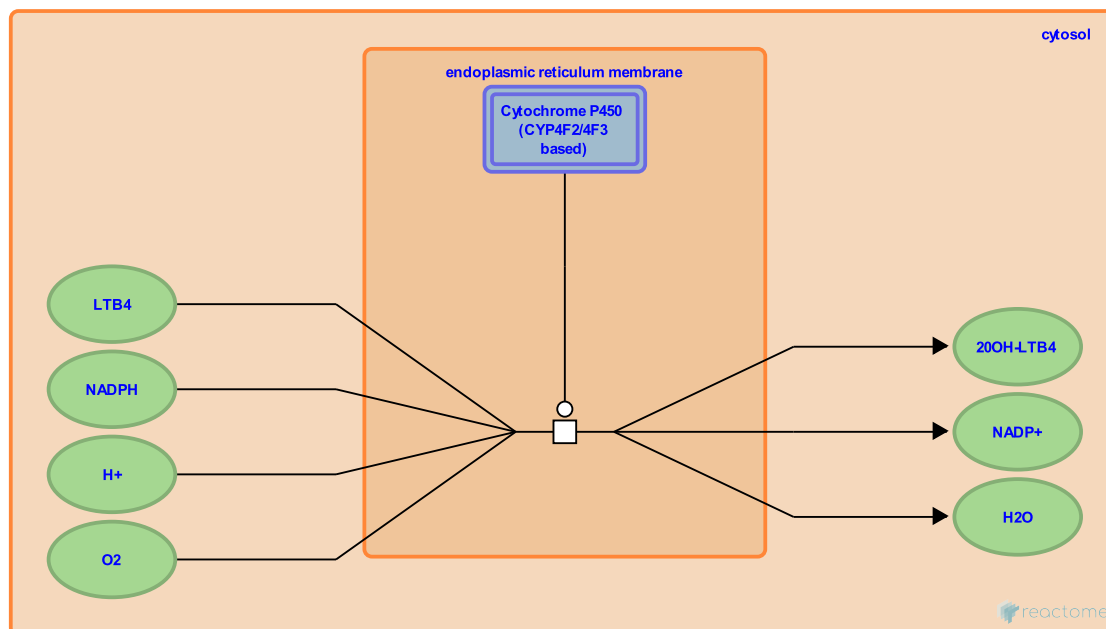 cytosol
endoplasmic reticulum membrane
Cytochrome P450
(CYP4F2/4F3
based)
LTB4
NADPH
H+
O2
20OH-LTB4
NADP+
H2O
reactome